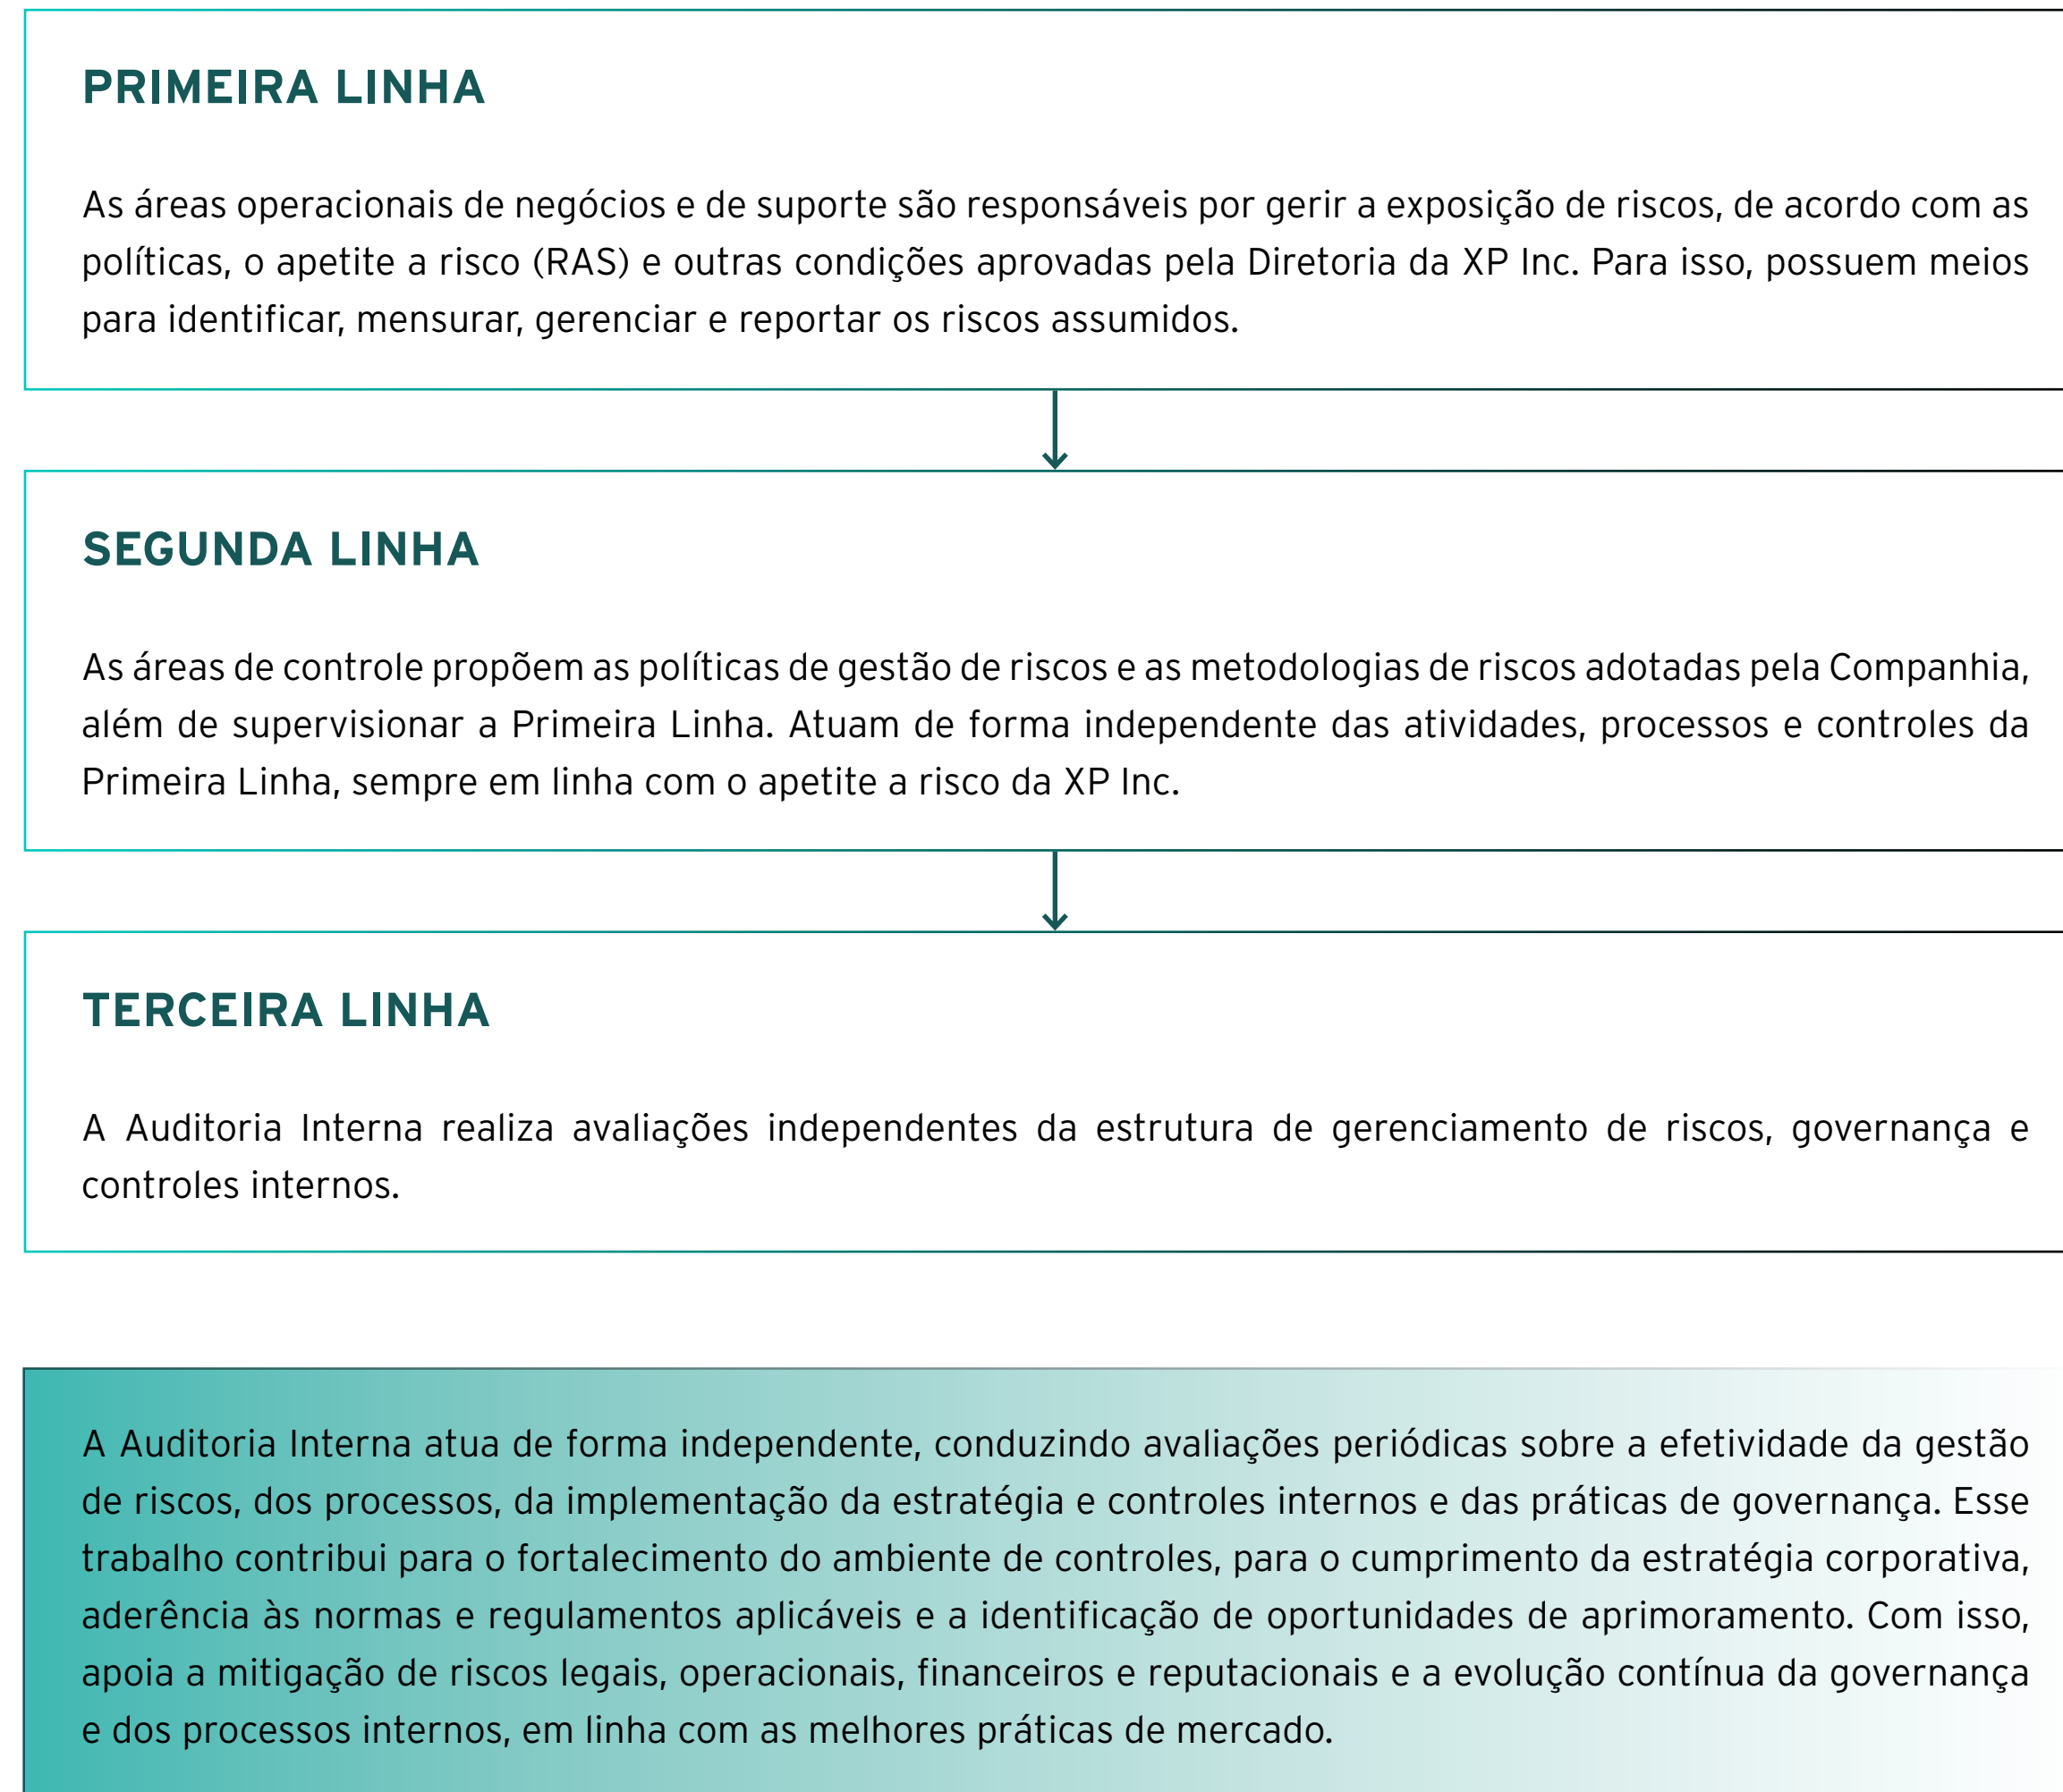 PRIMEIRA LINHA
As áreas operacionais de negócios e de suporte são responsáveis por gerir a exposição de riscos, de acordo com as
políticas, o apetite a risco (RAS) e outras condições aprovadas pela Diretoria da XP Inc. Para isso, possuem meios
para identificar, mensurar, gerenciar e reportar os riscos assumidos.
SEGUNDA LINHA
As áreas de controle propõem as políticas de gestão de riscos e as metodologias de riscos adotadas pela Companhia,
além de supervisionar a Primeira Linha. Atuam de forma independente das atividades, processos e controles da
Primeira Linha, sempre em linha com o apetite a risco da XP Inc.
TERCEIRA LINHA
A Auditoria Interna realiza avaliações independentes da estrutura de gerenciamento de riscos, governança e
controles internos.
A Auditoria Interna atua de forma independente, conduzindo avaliações periódicas sobre a efetividade da gestão
de riscos, dos processos, da implementação da estratégia e controles internos e das práticas de governança. Esse
trabalho contribui para o fortalecimento do ambiente de controles, para o cumprimento da estratégia corporativa,
aderência às normas e regulamentos aplicáveis e a identificação de oportunidades de aprimoramento. Com isso,
apoia a mitigação de riscos legais, operacionais, financeiros e reputacionais e a evolução contínua da governança
e dos processos internos, em linha com as melhores práticas de mercado.